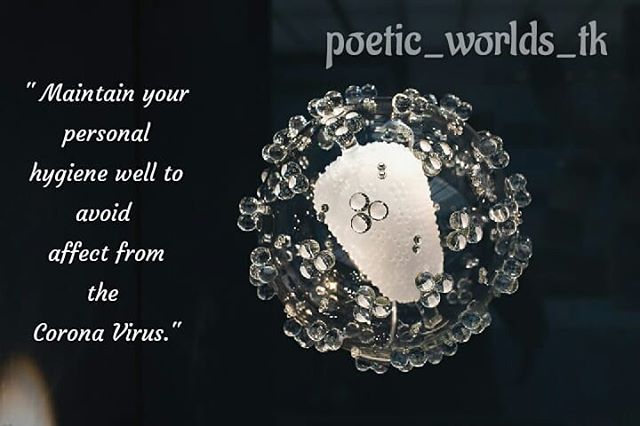 poetic_worlds_tk
" Maintain your
personal
hygiene well to
avoid
affect from
the
Corona Virus."